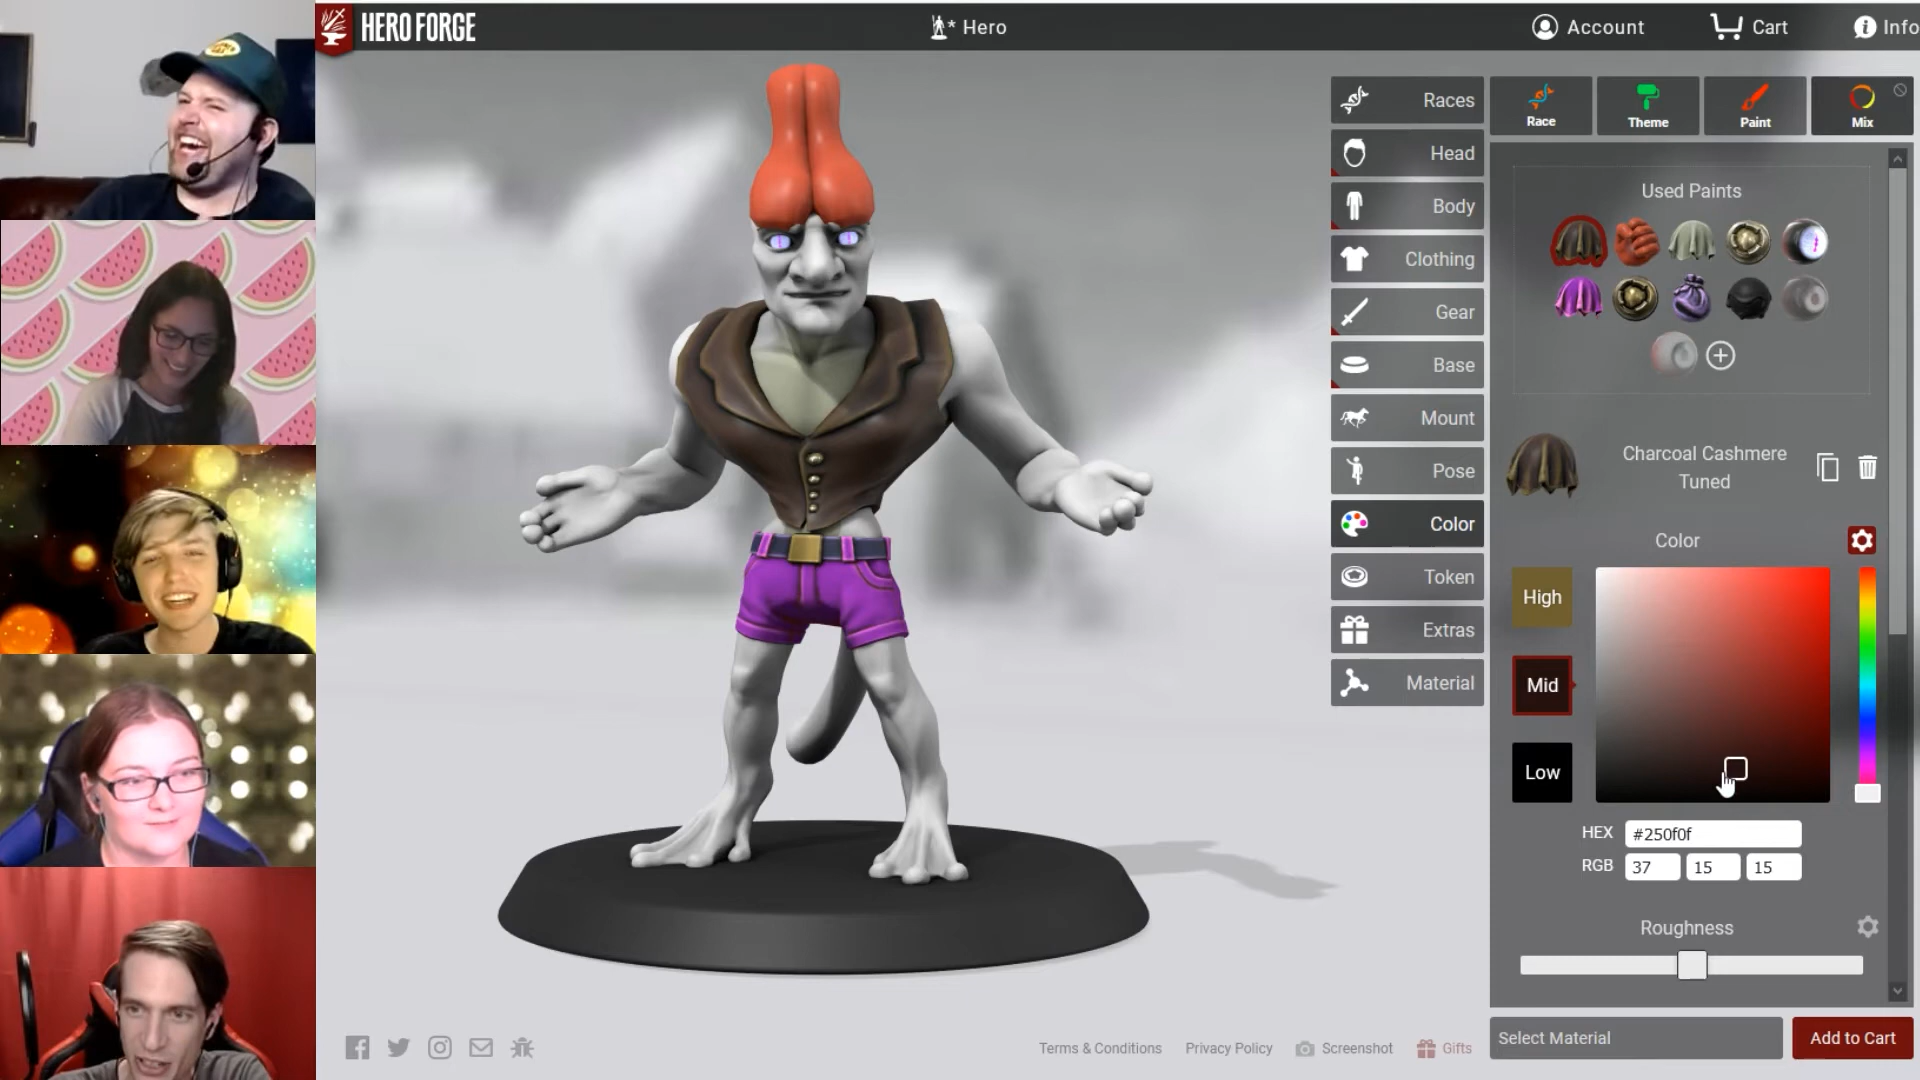 HERO FORGE
* Hero
Account
Cart
Info
Races
Head
Body
Clothing
Gear
Base
Mount
Pose
Color
Token
Extras
Material
Race
Theme
Paint
Mix
Used Paints
Charcoal Cashmere
Tuned
Color
High
Mid
Low
HEX #250f0f
RGB 37 15 15
Roughness
Select Material
Add to Cart
Terms & Conditions
Privacy Policy
Screenshot
Gifts